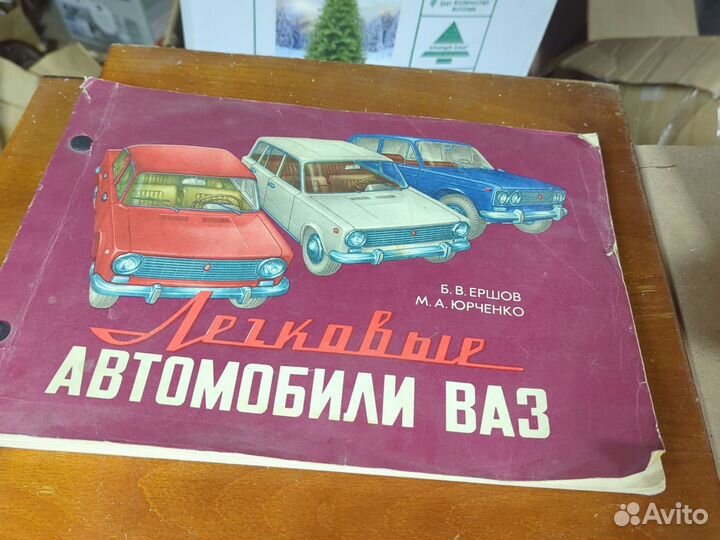 Б. В. ЕРШОВ
М. А. ЮРЧЕНКО
Легковые
АВТОМОБИЛИ ВАЗ
Avito